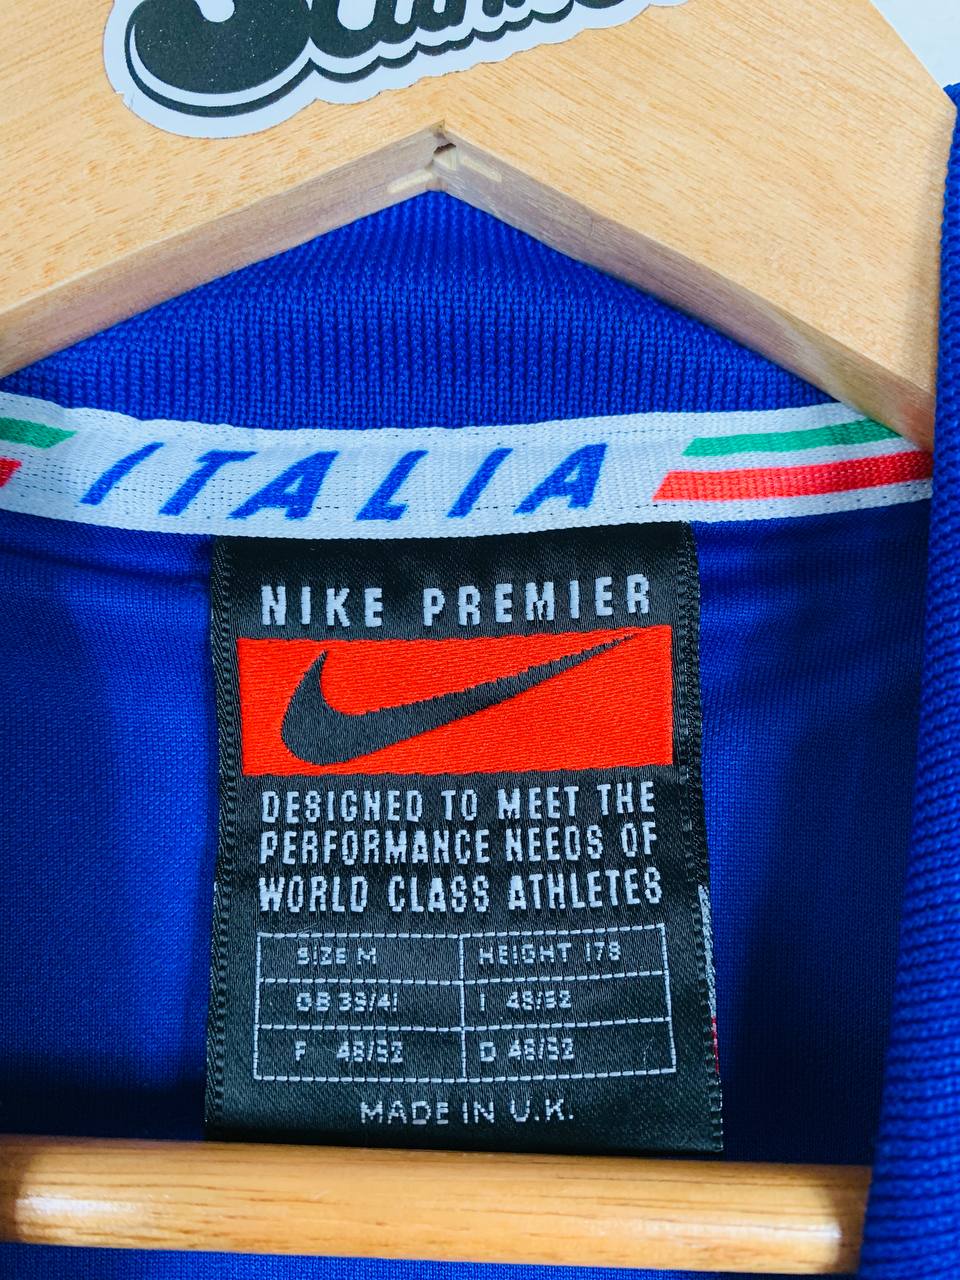 ITALIA
NIKE PREMIER
DESIGNED TO MEET THE
PERFORMANCE NEEDS OF
WORLD CLASS ATHLETES
SIZE M HEIGHT 178
GB 39/41 I 48/52
F 48/52 D 48/52
MADE IN U.K.